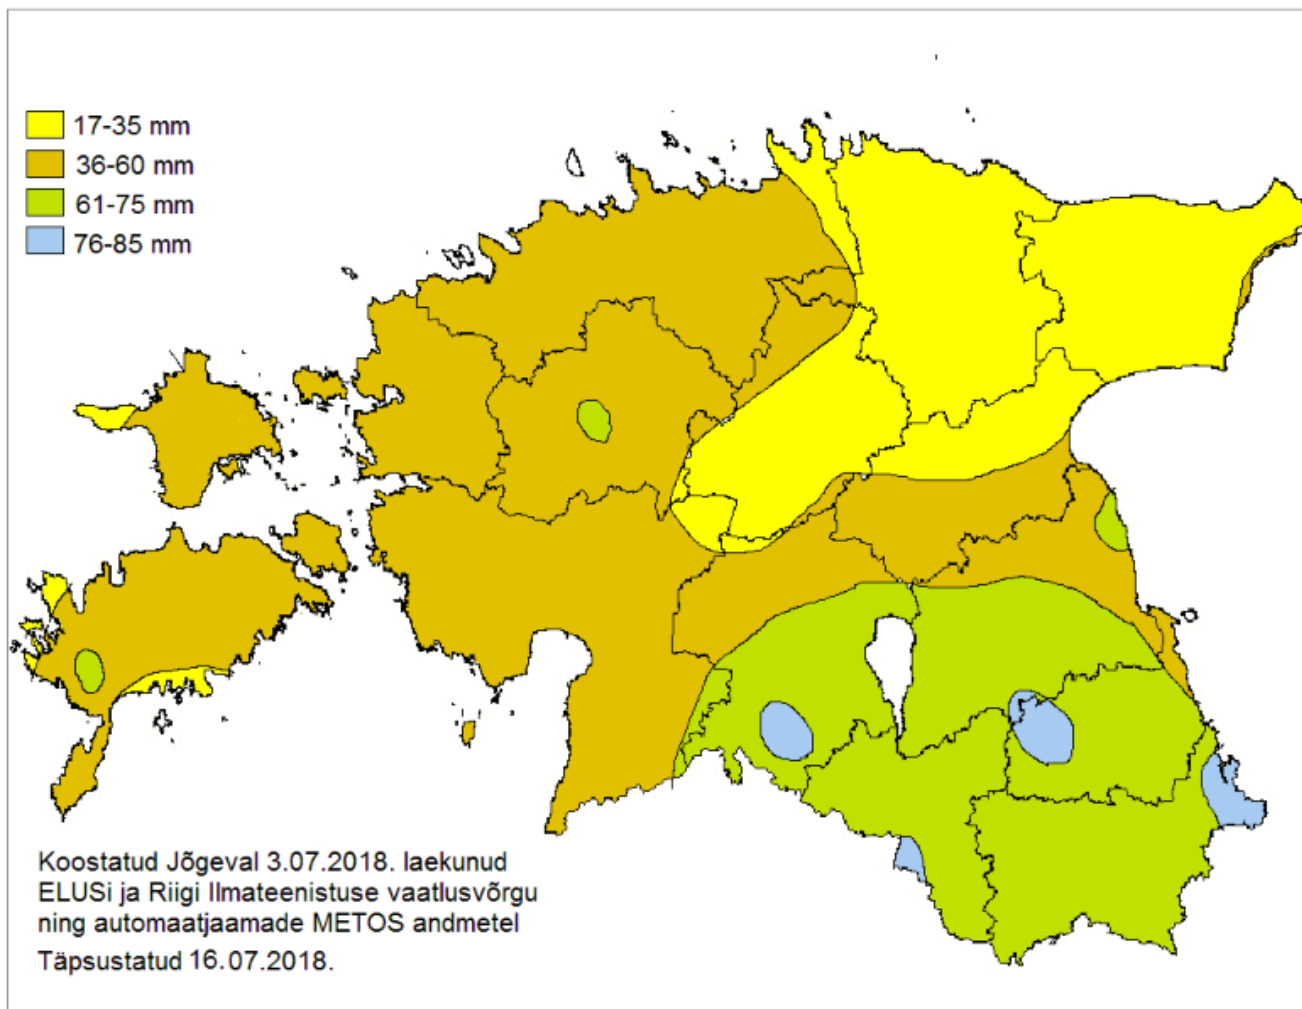 17-35 mm
36-60 mm
61-75 mm
76-85 mm
Koostatud Jõgeval 3.07.2018. laekunud
ELUSi ja Riigi Ilmateenistuse vaatlusvõrgu
ning automaatjaamade METOS andmetel
Täpsustatud 16.07.2018.